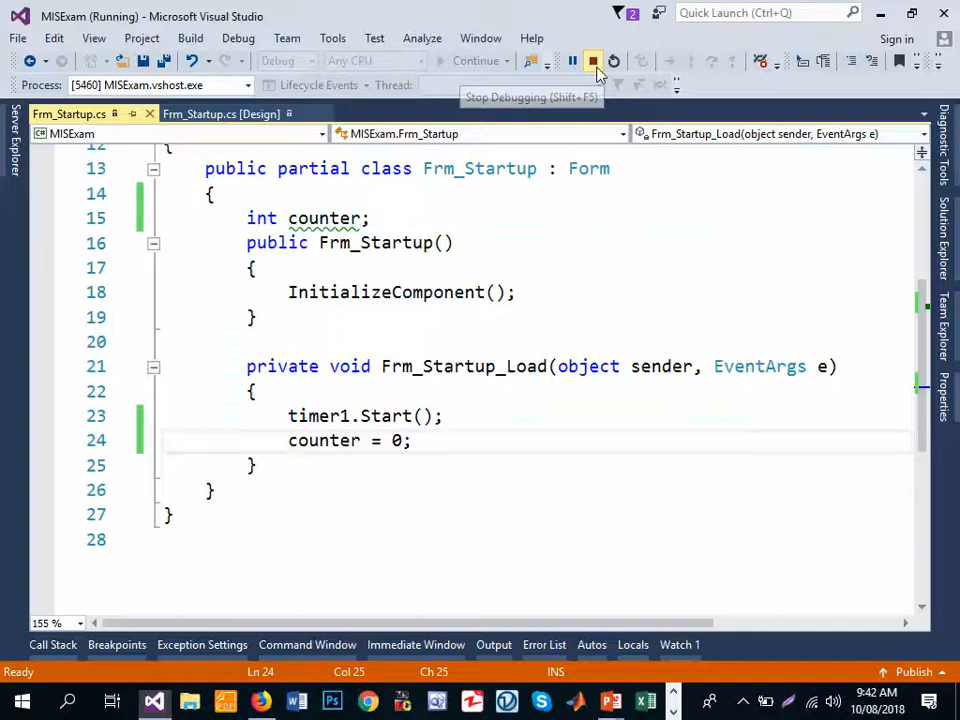 MISExam (Running) - Microsoft Visual Studio
2
Quick Launch (Ctrl+Q)
File Edit View Project Build Debug Team Tools Test Analyze Window Help
Sign in
Debug Any CPU Continue
Process: [5460] MISExam.vshost.exe Lifecycle Events Thread:
Stop Debugging (Shift+F5)
Frm_Startup.cs Frm_Startup.cs [Design]
MISExam MISExam.Frm_Startup Frm_Startup_Load(object sender, EventArgs e)
Server Explorer
Diagnostic Tools
Solution Explorer
Team Explorer
Properties
12 {
13 public partial class Frm_Startup : Form
14 {
15 int counter;
16 public Frm_Startup()
17 {
18 InitializeComponent();
19 }
20
21 private void Frm_Startup_Load(object sender, EventArgs e)
22 {
23 timer1.Start();
24 counter = 0;
25 }
26 }
27 }
28
155 %
Call Stack Breakpoints Exception Settings Command Window Immediate Window Output Error List Autos Locals Watch 1
Ready Ln 24 Col 25 Ch 25 INS Publish
9:42 AM
10/08/2018